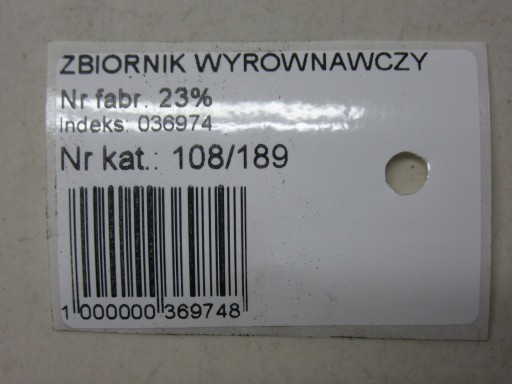 ZBIORNIK WYROWNAWCZY
Nr fabr. 23%
Indeks: 036974
Nr kat.: 108/189
1 000000 369748